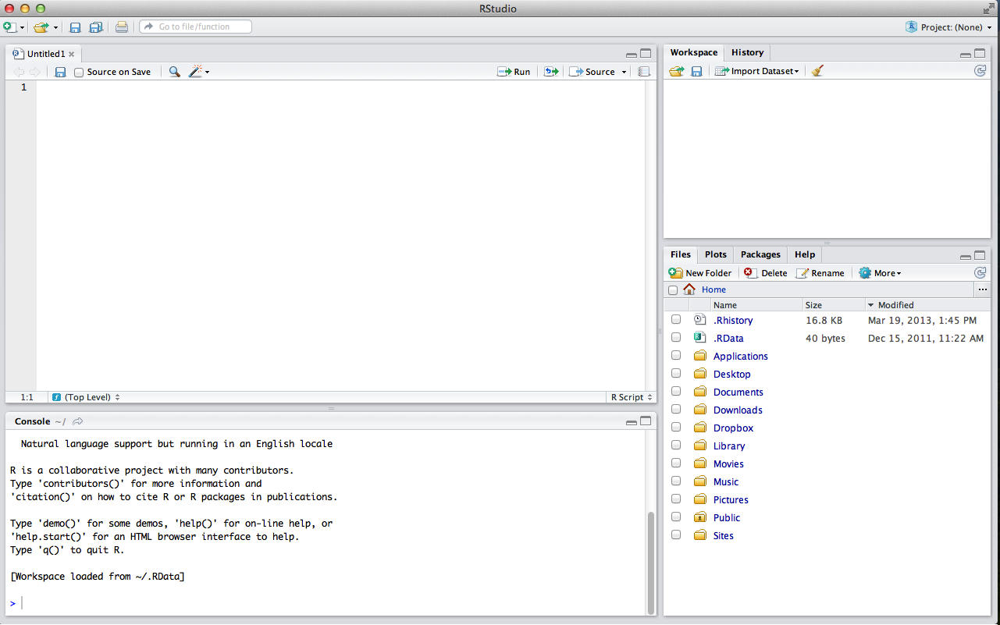 RStudio
Go to file/function
Project: (None)
Untitled1
Source on Save
Run
Source
1
1:1
(Top Level)
R Script
Console ~/
Natural language support but running in an English locale
R is a collaborative project with many contributors.
Type 'contributors()' for more information and
'citation()' on how to cite R or R packages in publications.
Type 'demo()' for some demos, 'help()' for on-line help, or
'help.start()' for an HTML browser interface to help.
Type 'q()' to quit R.
[Workspace loaded from ~/.RData]
>
Workspace History
Import Dataset
Files Plots Packages Help
New Folder Delete Rename More
Home ...
Name Size Modified
.Rhistory 16.8 KB Mar 19, 2013, 1:45 PM
.RData 40 bytes Dec 15, 2011, 11:22 AM
Applications
Desktop
Documents
Downloads
Dropbox
Library
Movies
Music
Pictures
Public
Sites